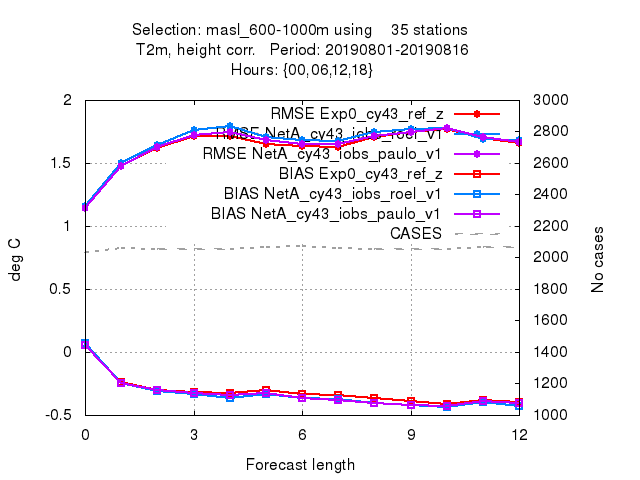 Selection: masl_600-1000m using 35 stations
T2m, height corr. Period: 20190801-20190816
Hours: {00,06,12,18}
RMSE Exp0_cy43_ref_z
RMSE NetA_cy43_iobs_roel_v1
RMSE NetA_cy43_iobs_paulo_v1
BIAS Exp0_cy43_ref_z
BIAS NetA_cy43_iobs_roel_v1
BIAS NetA_cy43_iobs_paulo_v1
CASES
2
1.5
1
0.5
0
-0.5
deg C
3000
2800
2600
2400
2200
2000
1800
1600
1400
1200
1000
No cases
0 3 6 9 12
Forecast length